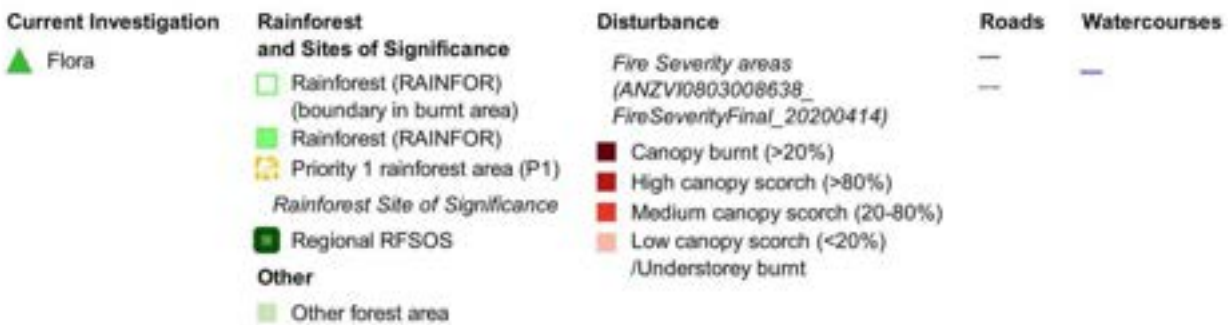 Current Investigation
Flora
Rainforest
and Sites of Significance
Rainforest (RAINFOR)
(boundary in burnt area)
Rainforest (RAINFOR)
Priority 1 rainforest area (P1)
Rainforest Site of Significance
Regional RFSOS
Other
Other forest area
Disturbance
Fire Severity areas
(ANZVI0803008638_
FireSeverityFinal_20200414)
Canopy burnt (>20%)
High canopy scorch (>80%)
Medium canopy scorch (20-80%)
Low canopy scorch (<20%)
/Understorey burnt
Roads
Watercourses